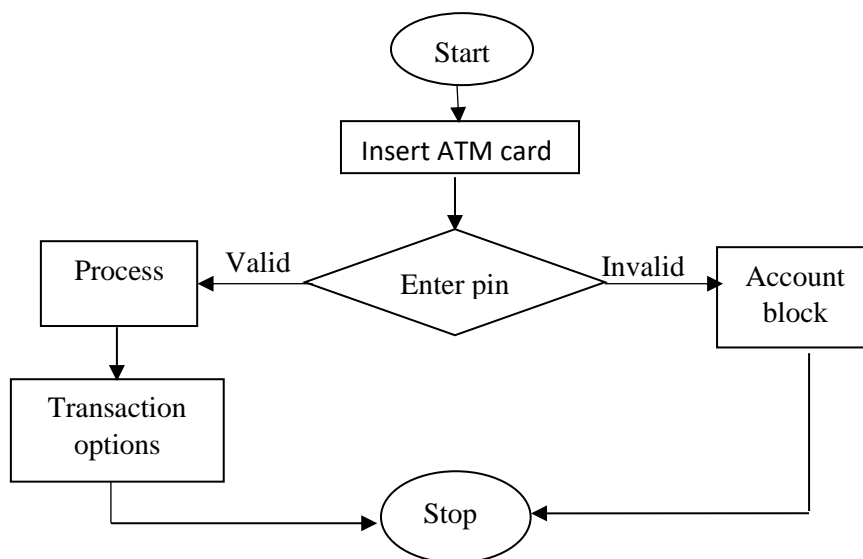 Start
Insert ATM card
Enter pin
Valid
Invalid
Process
Account
block
Transaction
options
Stop